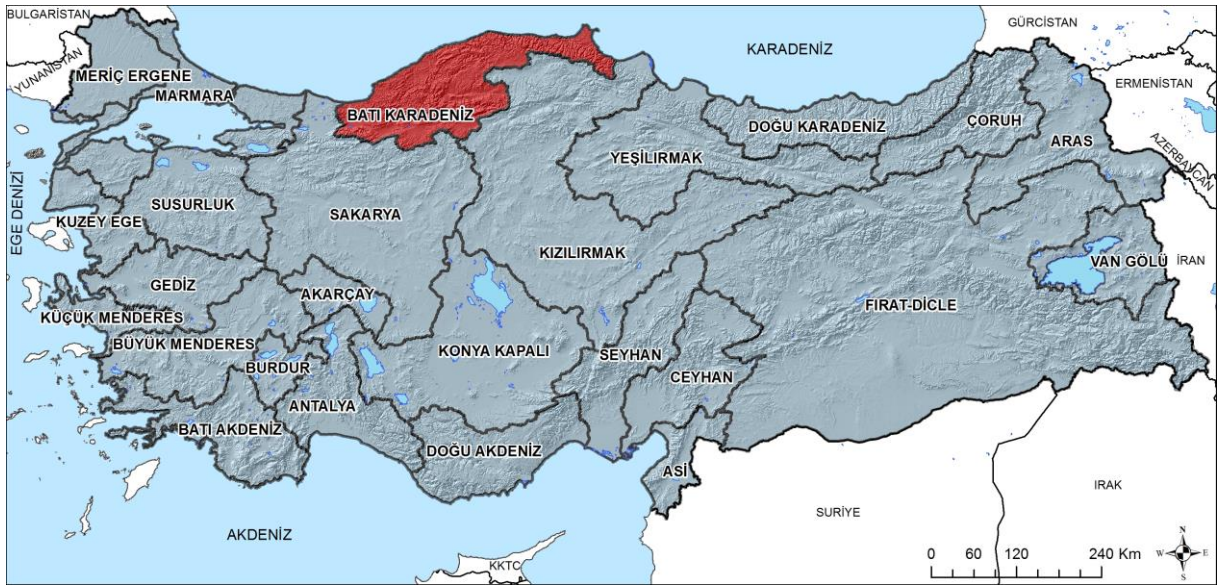 BULGARİSTAN
GÜRCİSTAN
KARADENİZ
YUNANİSTAN
MERİÇ ERGENE
ERMENİSTAN
MARMARA
BATI KARADENİZ
DOĞU KARADENİZ
ÇORUH
ARAS
AZERBAYCAN
YEŞİLIRMAK
EGE DENİZİ
SUSURLUK
SAKARYA
KUZEY EGE
KIZILIRMAK
VAN GÖLÜ
İRAN
GEDİZ
AKARÇAY
FIRAT-DİCLE
KÜÇÜK MENDERES
BÜYÜK MENDERES
KONYA KAPALI
SEYHAN
BURDUR
CEYHAN
ANTALYA
BATI AKDENİZ
DOĞU AKDENİZ
ASİ
IRAK
SURİYE
AKDENİZ
N
W E
S
0 60 120 240 Km
KKTC